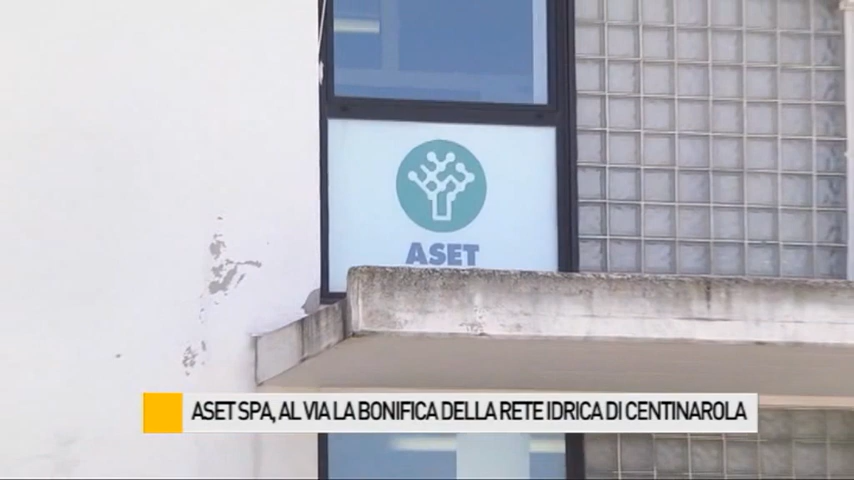 ASET
ASET SPA, AL VIA LA BONIFICA DELLA RETE IDRICA DI CENTINAROLA